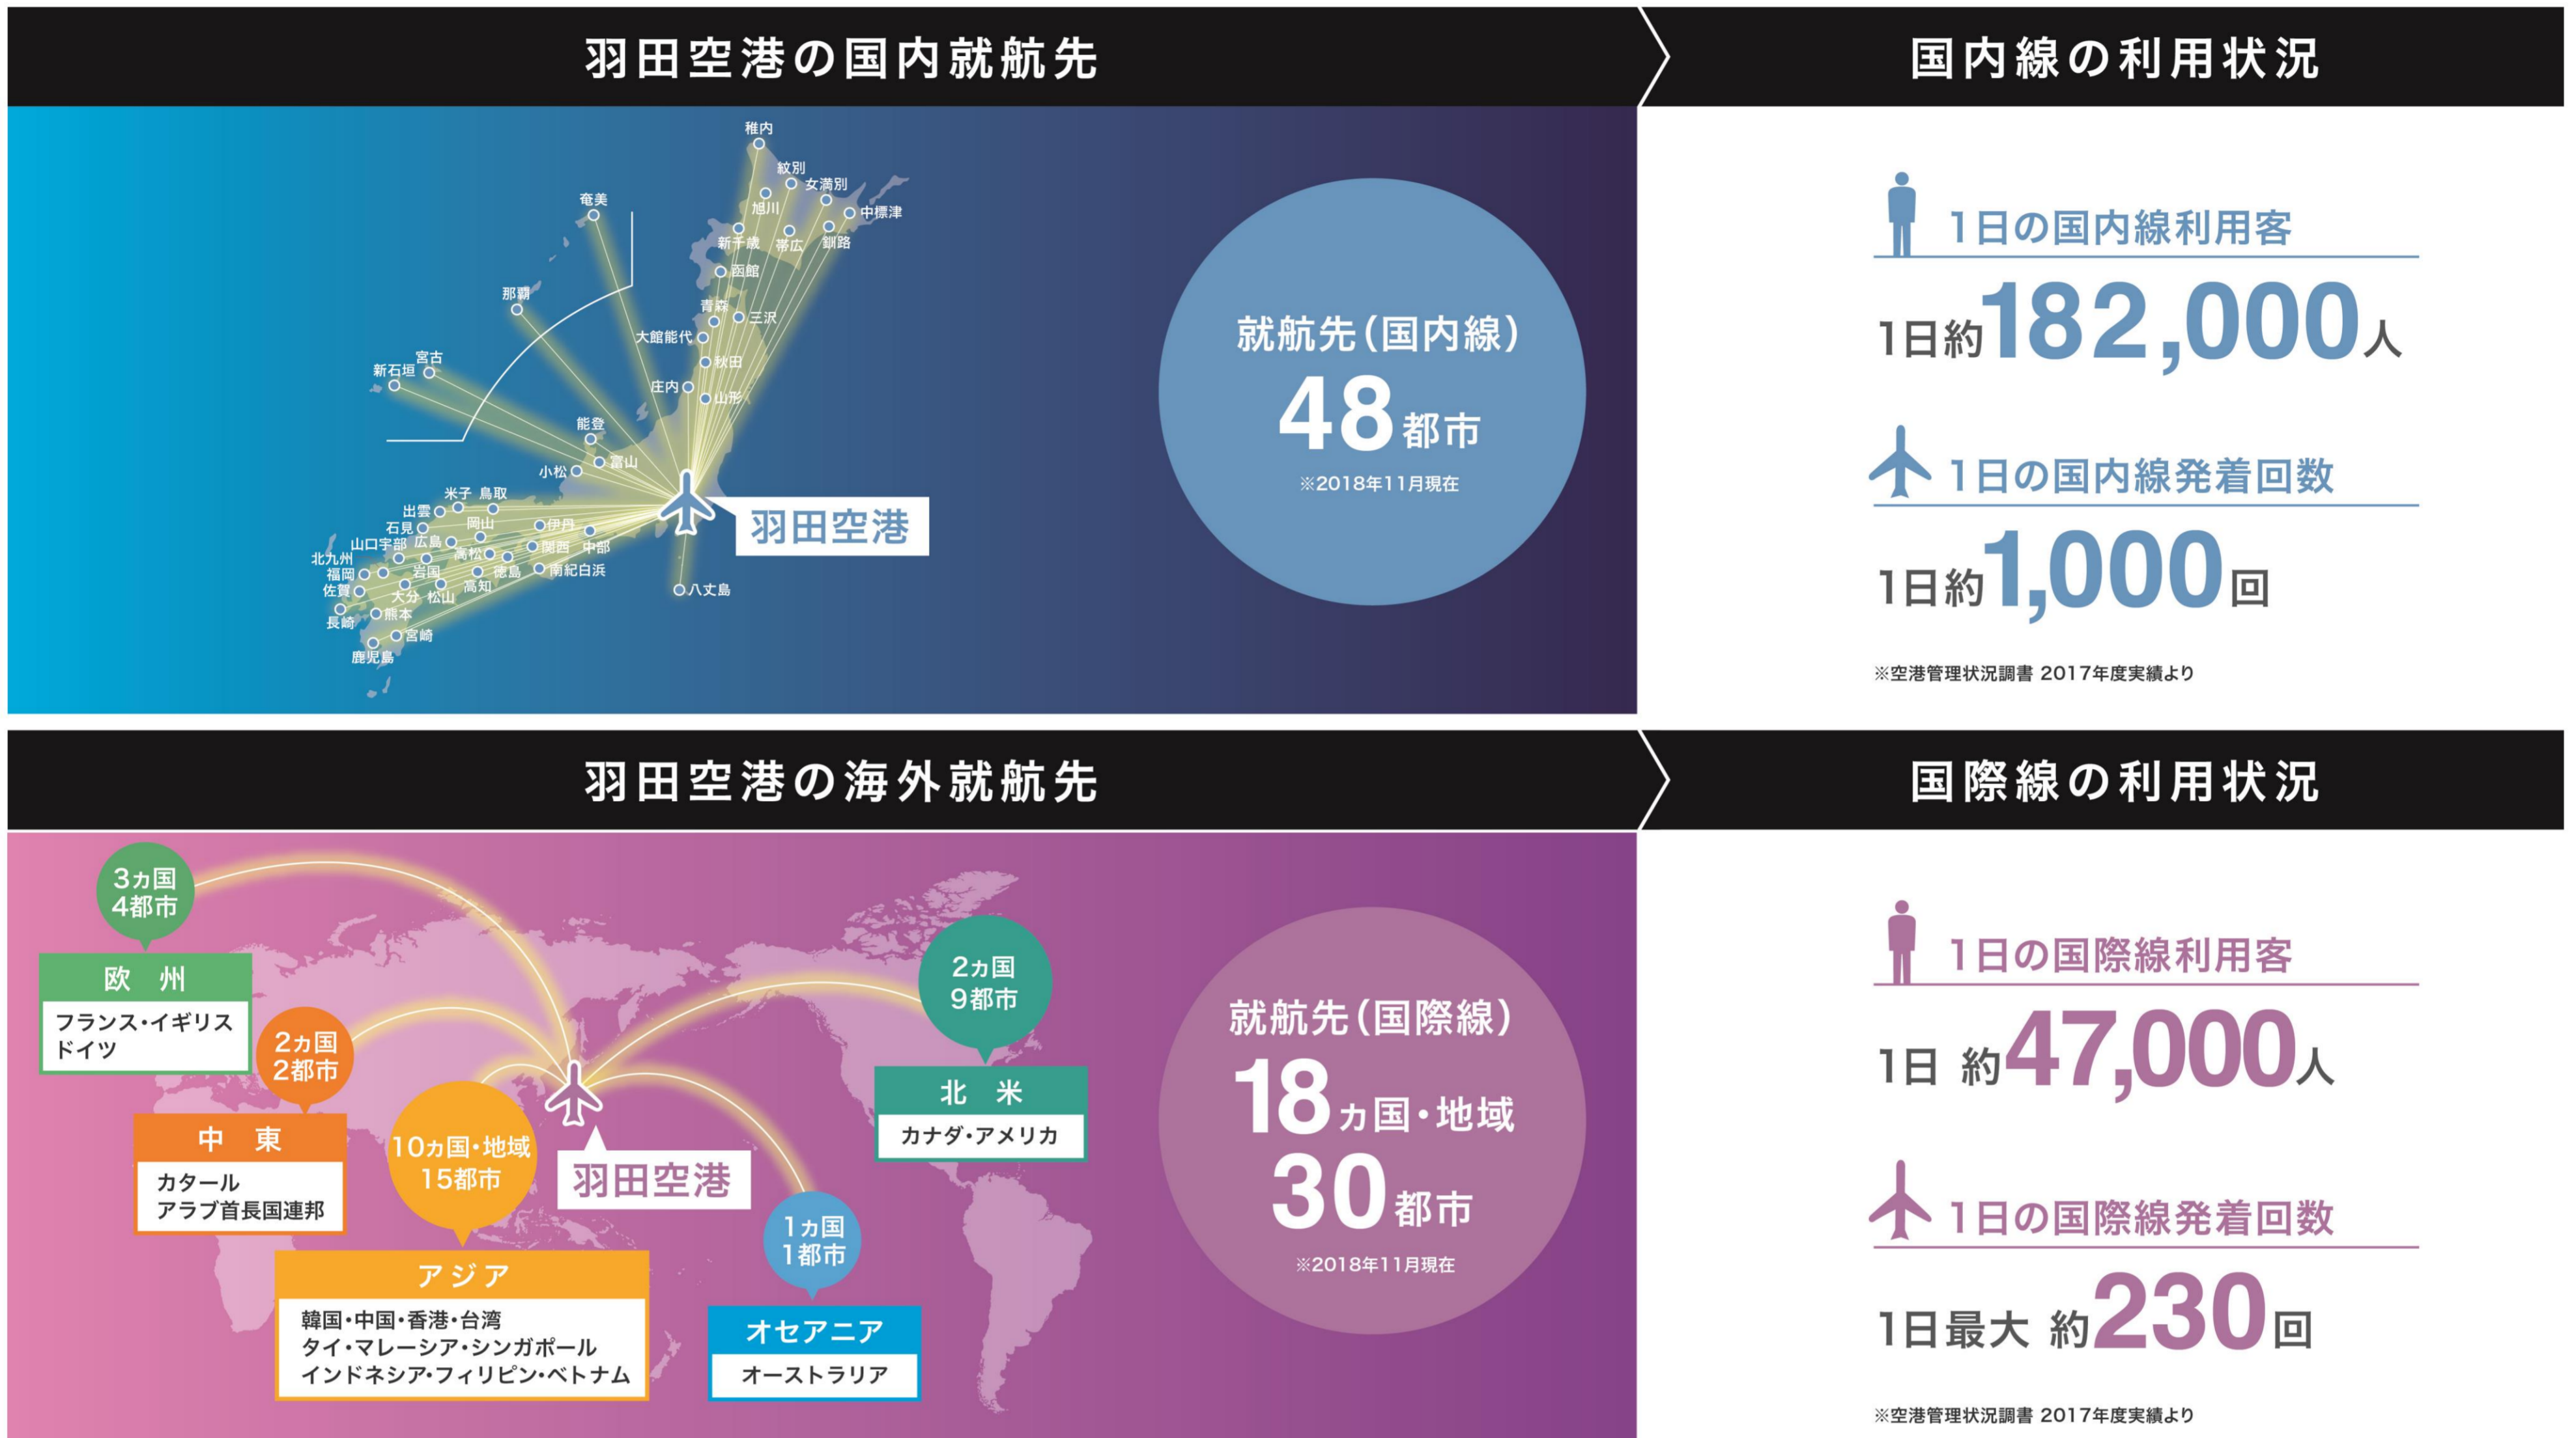 羽田空港の国内就航先
国内線の利用状況
稚内
紋別
女満別
旭川
中標津
新千歳
帯広
釧路
函館
奄美
那覇
青森
三沢
大館能代
秋田
宮古
新石垣
庄内
山形
能登
富山
小松
米子 鳥取
出雲
石見
岡山
伊丹
山口宇部
広島
高松
関西
中部
北九州
福岡
岩国
徳島
南紀白浜
佐賀
大分
松山
高知
長崎
熊本
宮崎
鹿児島
八丈島
羽田空港
就航先(国内線)
48都市
※2018年11月現在
1日の国内線利用客
1日約182,000人
1日の国内線発着回数
1日約1,000回
※空港管理状況調書 2017年度実績より
羽田空港の海外就航先
国際線の利用状況
3ヵ国
4都市
欧 州
フランス・イギリス
ドイツ
2ヵ国
2都市
中 東
カタール
アラブ首長国連邦
10ヵ国・地域
15都市
アジア
韓国・中国・香港・台湾
タイ・マレーシア・シンガポール
インドネシア・フィリピン・ベトナム
羽田空港
1ヵ国
1都市
オセアニア
オーストラリア
2ヵ国
9都市
北 米
カナダ・アメリカ
就航先(国際線)
18ヵ国・地域
30都市
※2018年11月現在
1日の国際線利用客
1日 約47,000人
1日の国際線発着回数
1日最大 約230回
※空港管理状況調書 2017年度実績より